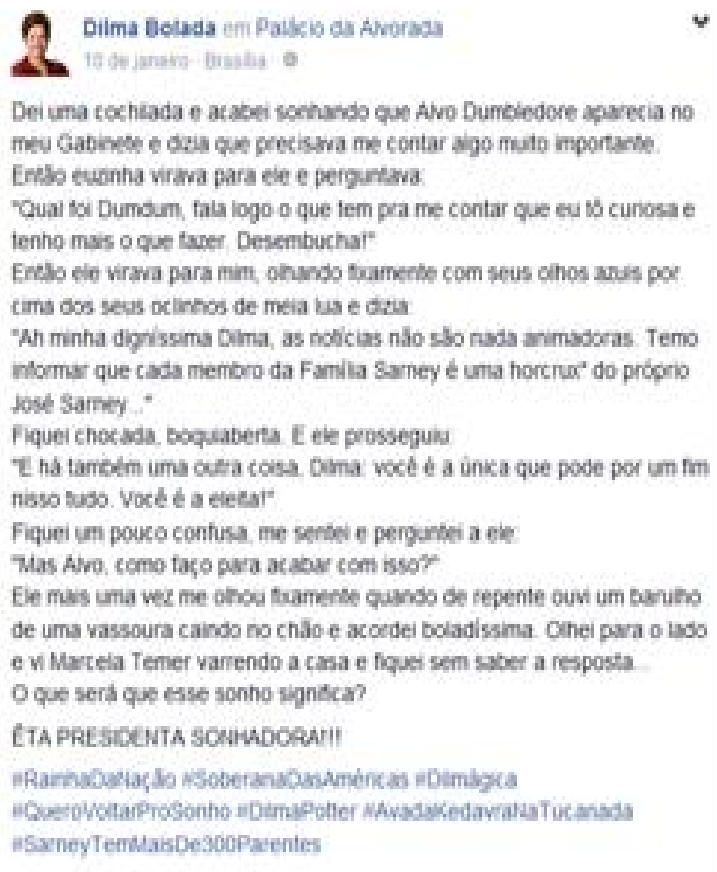 Dilma Bolada em Palácio da Alvorada
10 de janeiro · Brasília
Dei uma cochilada e acabei sonhando que Alvo Dumbledore aparecia no
meu Gabinete e dizia que precisava me contar algo muito importante.
Então euzinha virava para ele e perguntava:
"Qual foi Dumdum, fala logo o que tem pra me contar que eu tô curiosa e
tenho mais o que fazer. Desembucha!"
Então ele virava para mim, olhando fixamente com seus olhos azuis por
cima dos seus oclinhos de meia lua e dizia:
"Ah minha digníssima Dilma, as notícias não são nada animadoras. Temo
informar que cada membro da Família Sarney é uma horcrux* do próprio
José Sarney..."
Fiquei chocada, boquiaberta. E ele prosseguiu:
"E há também uma outra coisa, Dilma: você é a única que pode por um fim
nisso tudo. Você é a eleita!"
Fiquei um pouco confusa, me sentei e perguntei a ele:
"Mas Alvo, como faço para acabar com isso?"
Ele mais uma vez me olhou fixamente quando de repente ouvi um barulho
de uma vassoura caindo no chão e acordei boladíssima. Olhei para o lado
e vi Marcela Temer varrendo a casa e fiquei sem saber a resposta...
O que será que esse sonho significa?
ÊTA PRESIDENTA SONHADORA!!!
#RainhaDaNação #SoberanaDasAméricas #Dilmágica
#QueroVoltarProSonho #DilmaPotter #AvadaKedavraNaTucanada
#SarneyTemMaisDe300Parentes